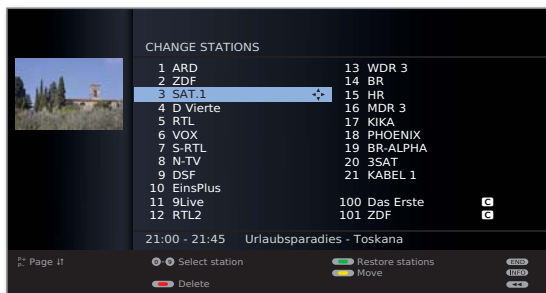 CHANGE STATIONS
1 ARD
2 ZDF
3 SAT.1
4 D Vierte
5 RTL
6 VOX
7 S-RTL
8 N-TV
9 DSF
10 EinsPlus
11 9Live
12 RTL2
13 WDR 3
14 BR
15 HR
16 MDR 3
17 KIKA
18 PHOENIX
19 BR-ALPHA
20 3SAT
21 KABEL 1
100 Das Erste C
101 ZDF C
21:00 - 21:45 Urlaubsparadies - Toskana
P+ P- Page ↓↑
0-9 Select station
Delete
Restore stations
Move
END
INFO